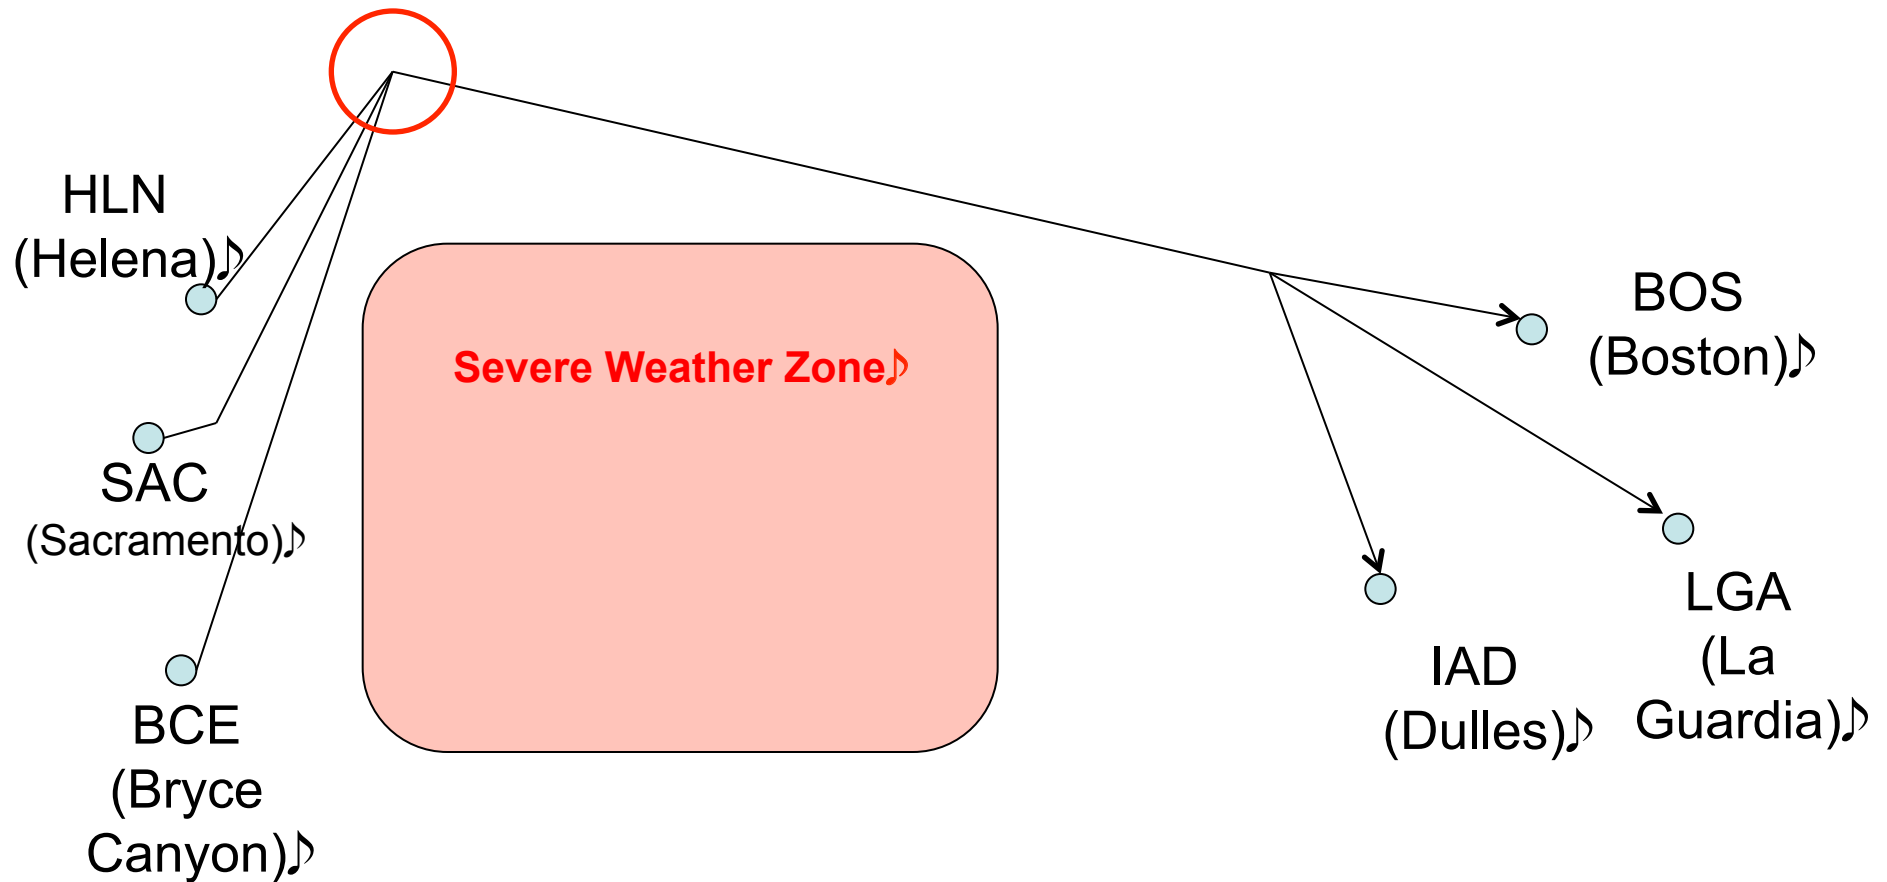 HLN
(Helena)♪
Severe Weather Zone♪
BOS
(Boston)♪
SAC
(Sacramento)♪
BCE
(Bryce
Canyon)♪
IAD
(Dulles)♪
LGA
(La
Guardia)♪